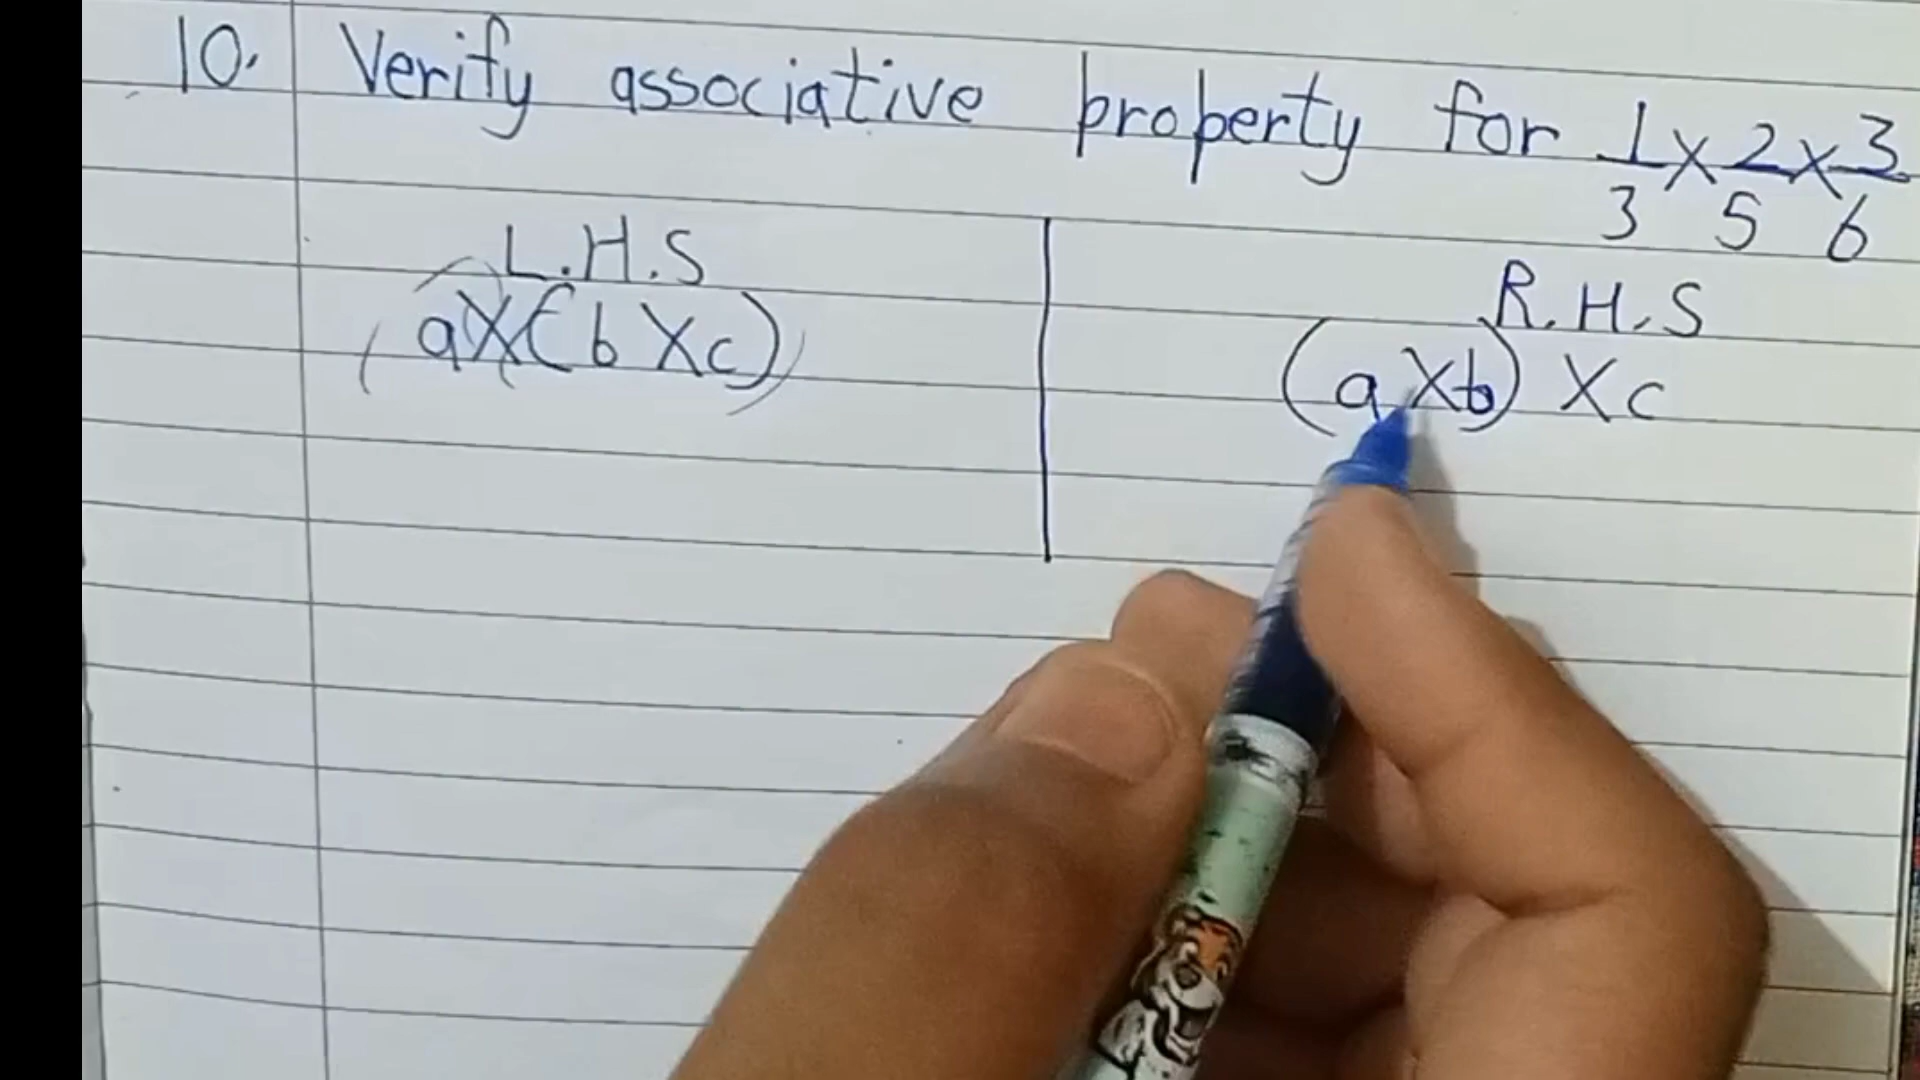 10. Verify associative property for 1/3 x 2/5 x 3/6
L.H.S
R.H.S
a X (b X c)
(a X b) X c